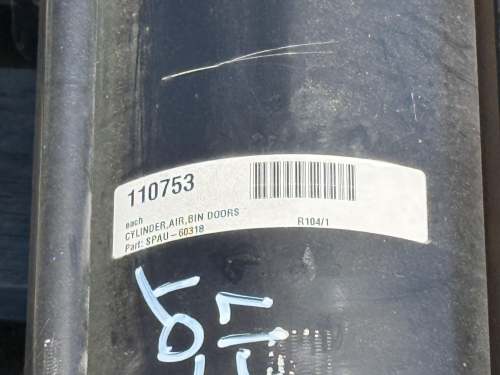 110753
each
CYLINDER,AIR,BIN DOORS
R104/1
Part: SPAU-60318